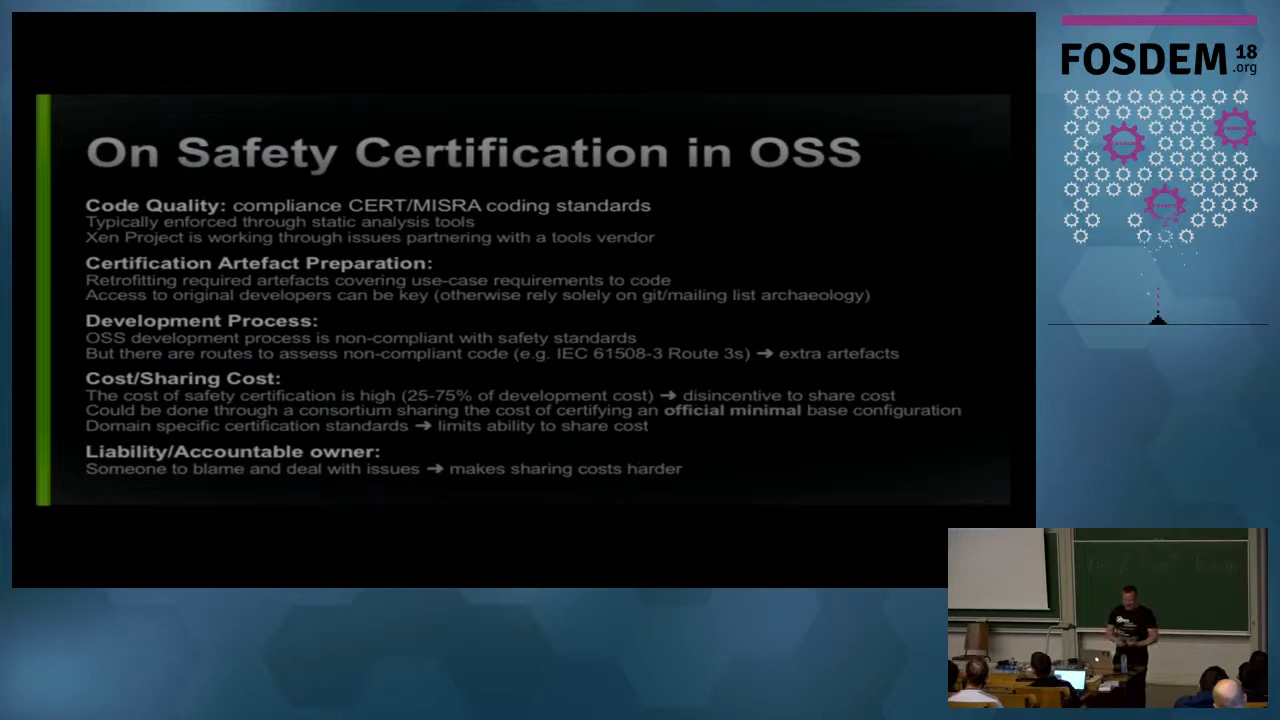 On Safety Certification in OSS
Code Quality: compliance CERT/MISRA coding standards
Typically enforced through static analysis tools
Xen Project is working through issues partnering with a tools vendor
Certification Artefact Preparation:
Retrofitting required artefacts covering use-case requirements to code
Access to original developers can be key (otherwise rely solely on git/mailing list archaeology)
Development Process:
OSS development process is non-compliant with safety standards
But there are routes to assess non-compliant code (e.g. IEC 61508-3 Route 3s) ➜ extra artefacts
Cost/Sharing Cost:
The cost of safety certification is high (25-75% of development cost) ➜ disincentive to share cost
Could be done through a consortium sharing the cost of certifying an official minimal base configuration
Domain specific certification standards ➜ limits ability to share cost
Liability/Accountable owner:
Someone to blame and deal with issues ➜ makes sharing costs harder
FOSDEM 18
.org